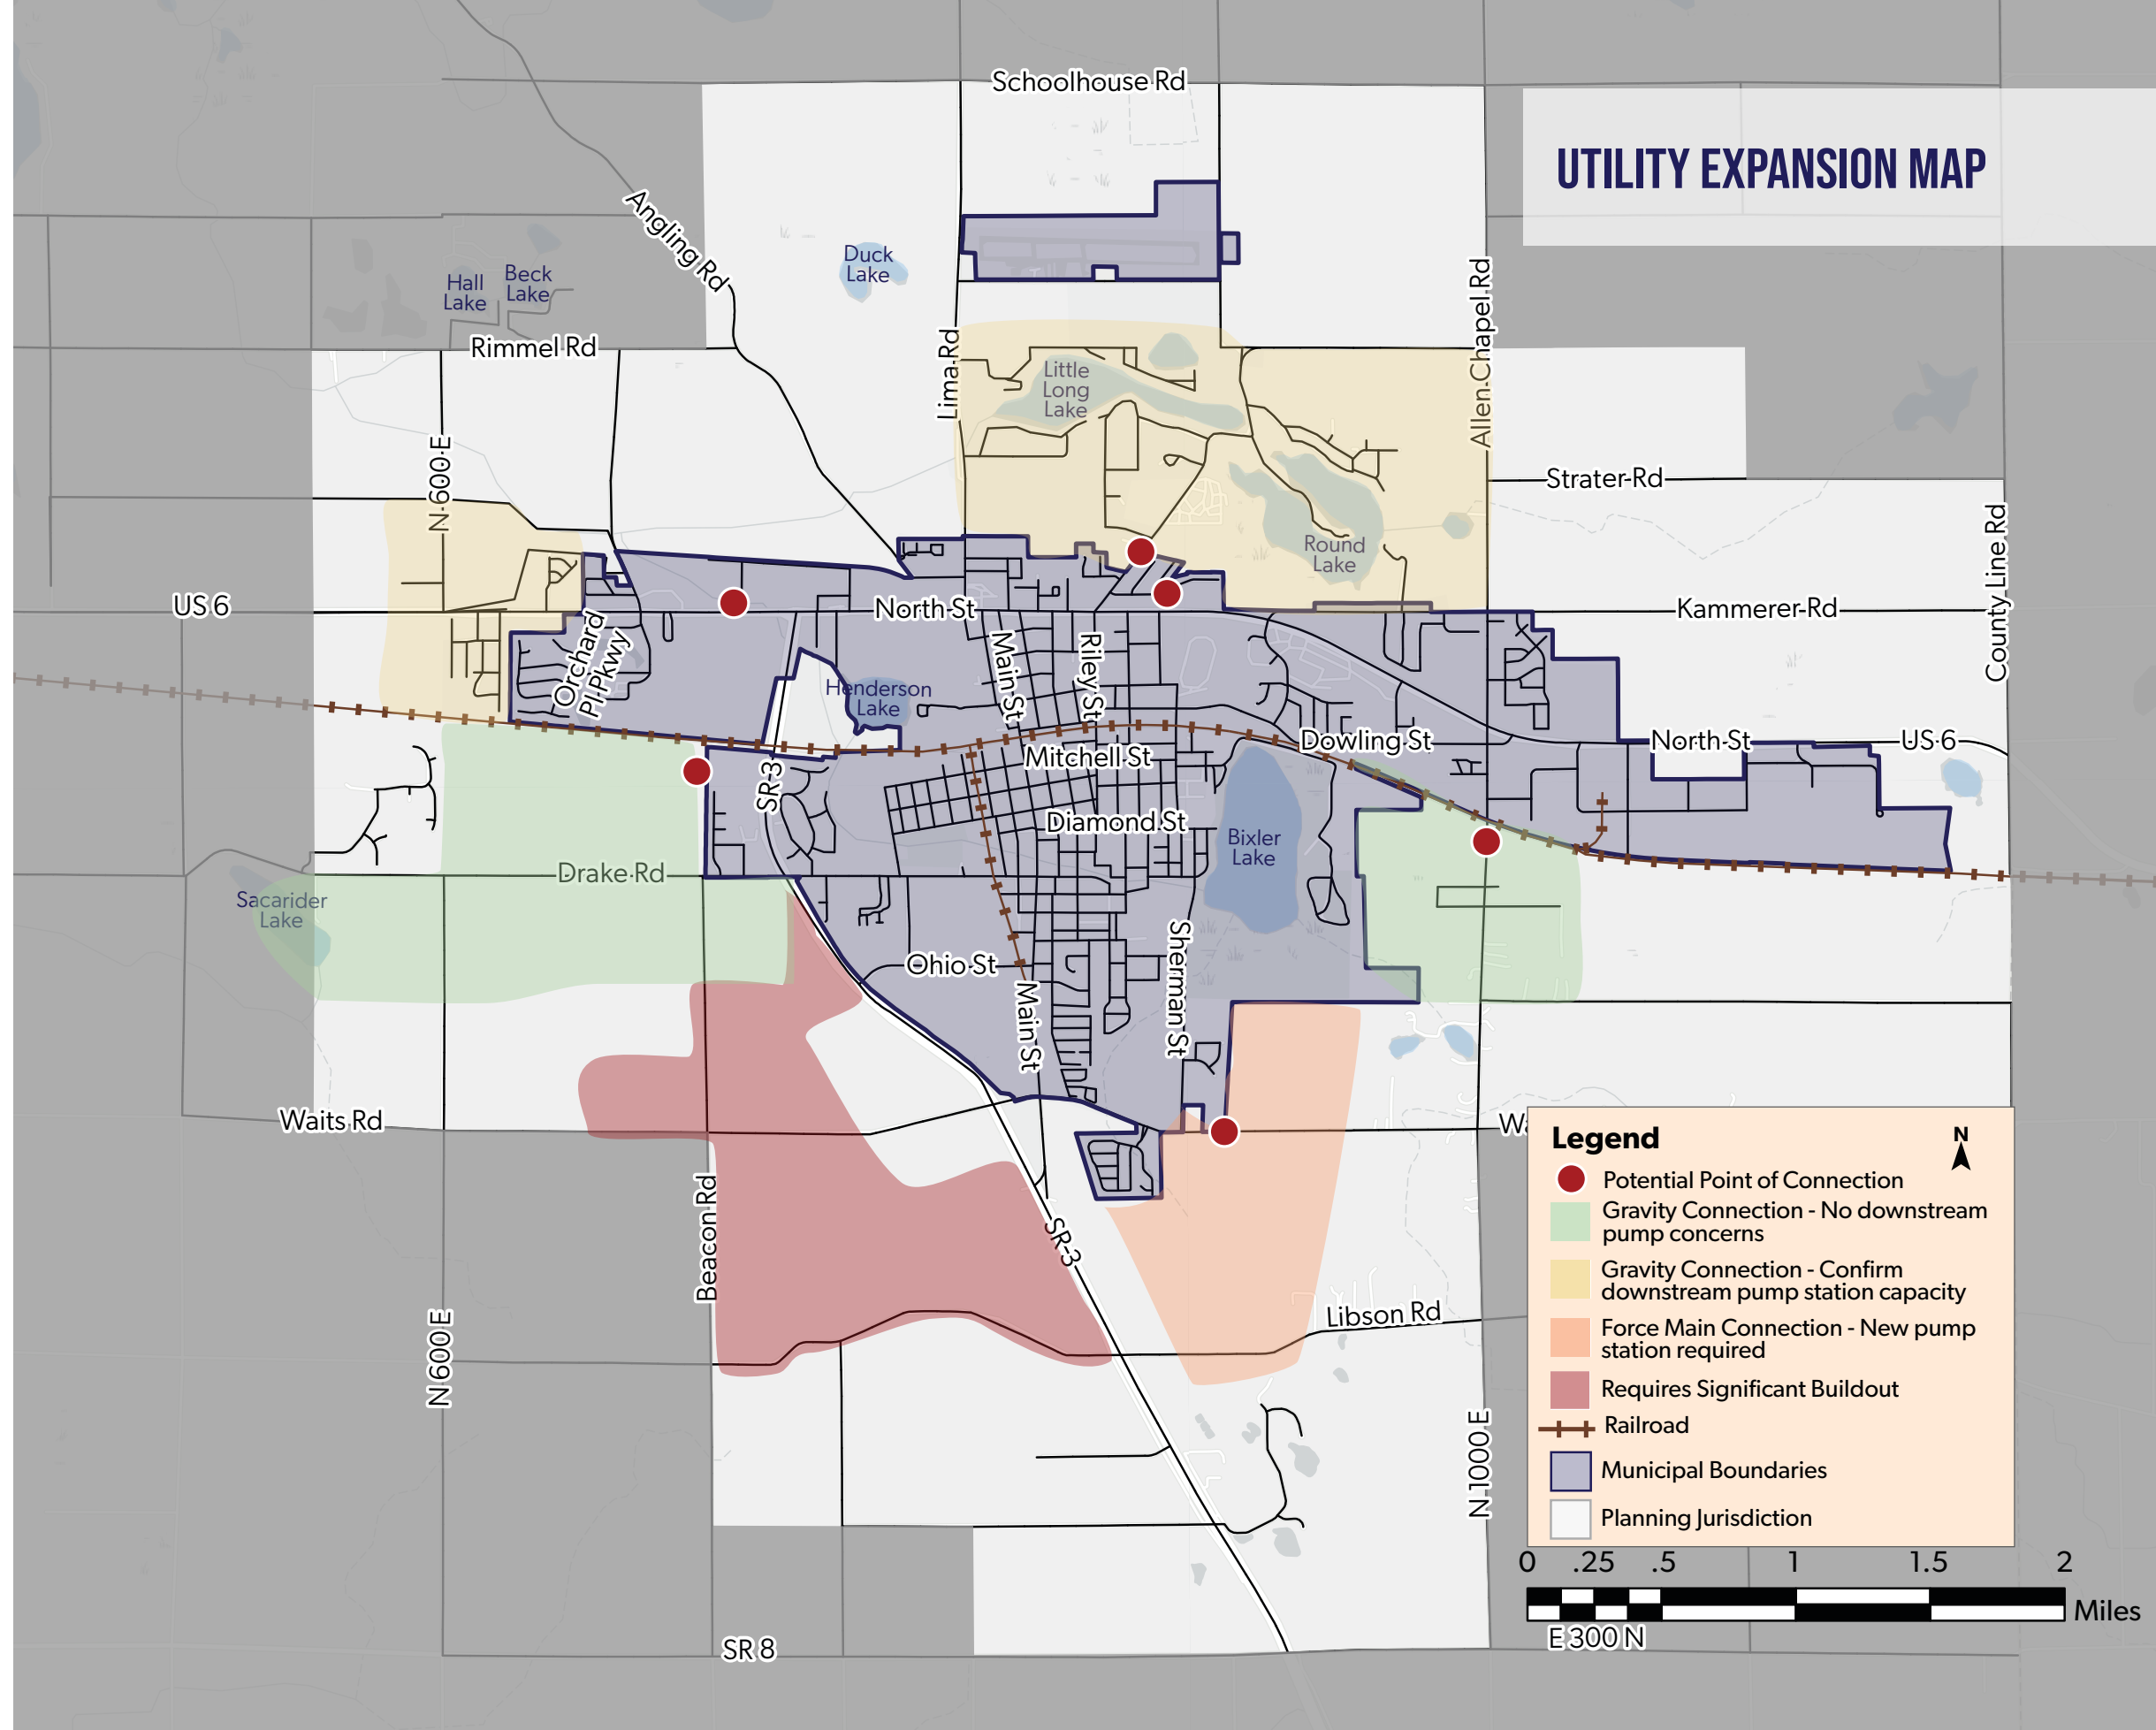 Schoolhouse Rd
UTILITY EXPANSION MAP
Angling Rd
Duck
Lake
Hall
Lake
Beck
Lake
Rimmel Rd
Lima Rd
Allen Chapel Rd
Little
Long
Lake
N 600 E
Strater Rd
Round
Lake
County Line Rd
US 6
North St
Kammerer Rd
Orchard
Pl Pkwy
Main St
Riley St
Henderson
Lake
Dowling St
North St
US 6
Mitchell St
SR-3
Diamond St
Bixler
Lake
Drake Rd
Sacarider
Lake
Ohio St
Sherman St
Main St
Waits Rd
Wa
Beacon Rd
SR-3
Libson Rd
N 600 E
N 1000 E
Legend
N
Potential Point of Connection
Gravity Connection - No downstream
pump concerns
Gravity Connection - Confirm
downstream pump station capacity
Force Main Connection - New pump
station required
Requires Significant Buildout
Railroad
Municipal Boundaries
Planning Jurisdiction
0 .25 .5 1 1.5 2
Miles
E 300 N
SR 8